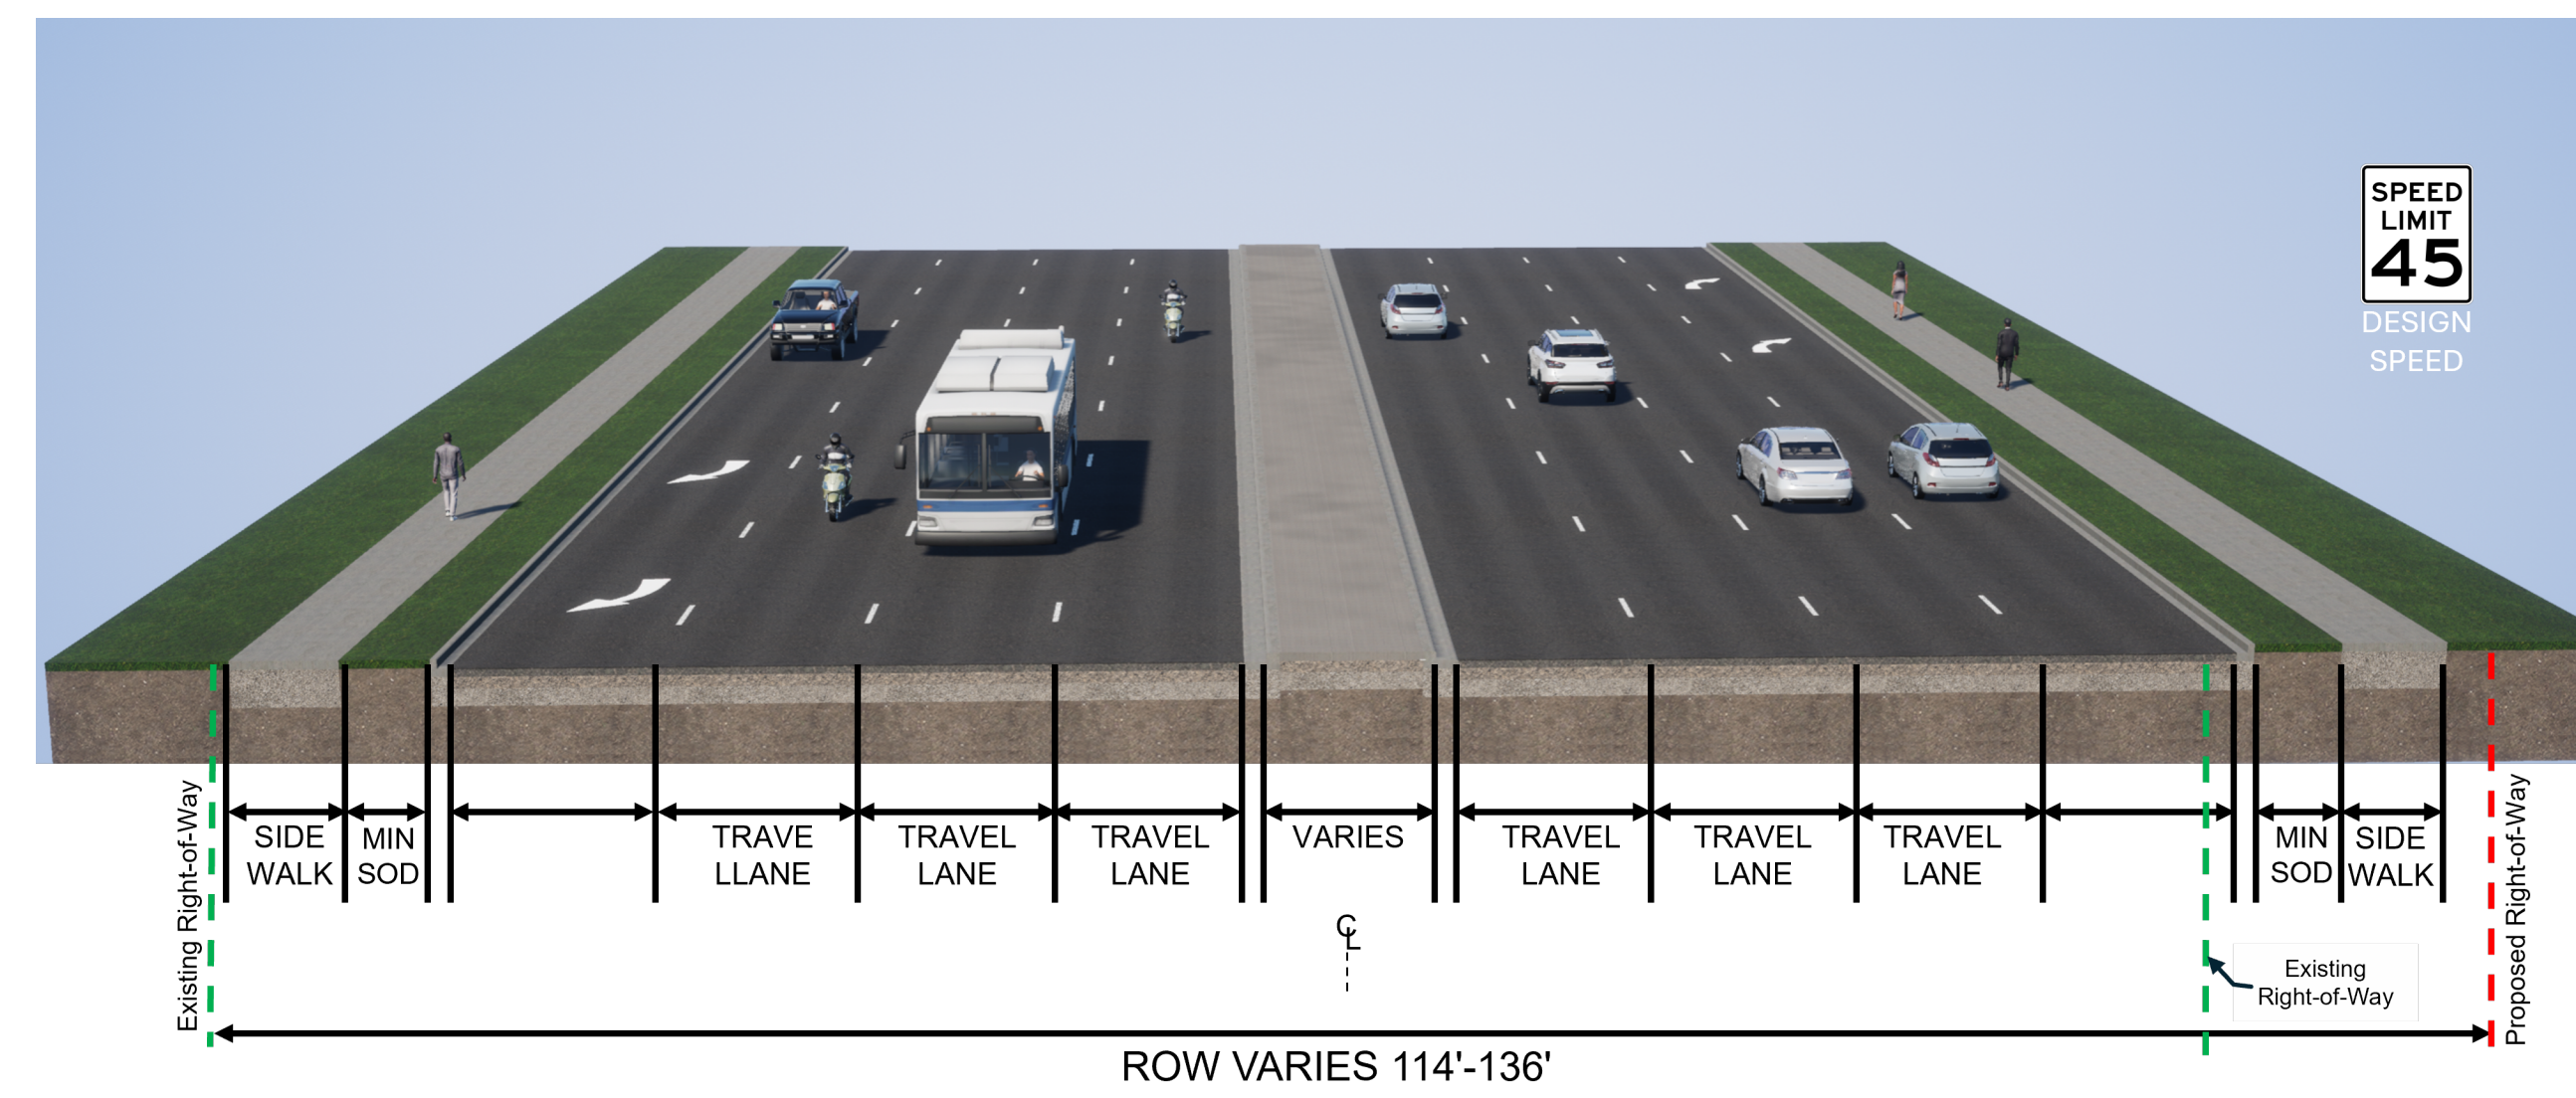 SPEED
LIMIT
45
DESIGN
SPEED
Existing Right-of-Way
SIDE
WALK
MIN
SOD
TRAVE
LLANE
TRAVEL
LANE
TRAVEL
LANE
VARIES
TRAVEL
LANE
TRAVEL
LANE
TRAVEL
LANE
MIN
SOD
SIDE
WALK
Proposed Right-of-Way
CL
Existing
Right-of-Way
ROW VARIES 114'-136'